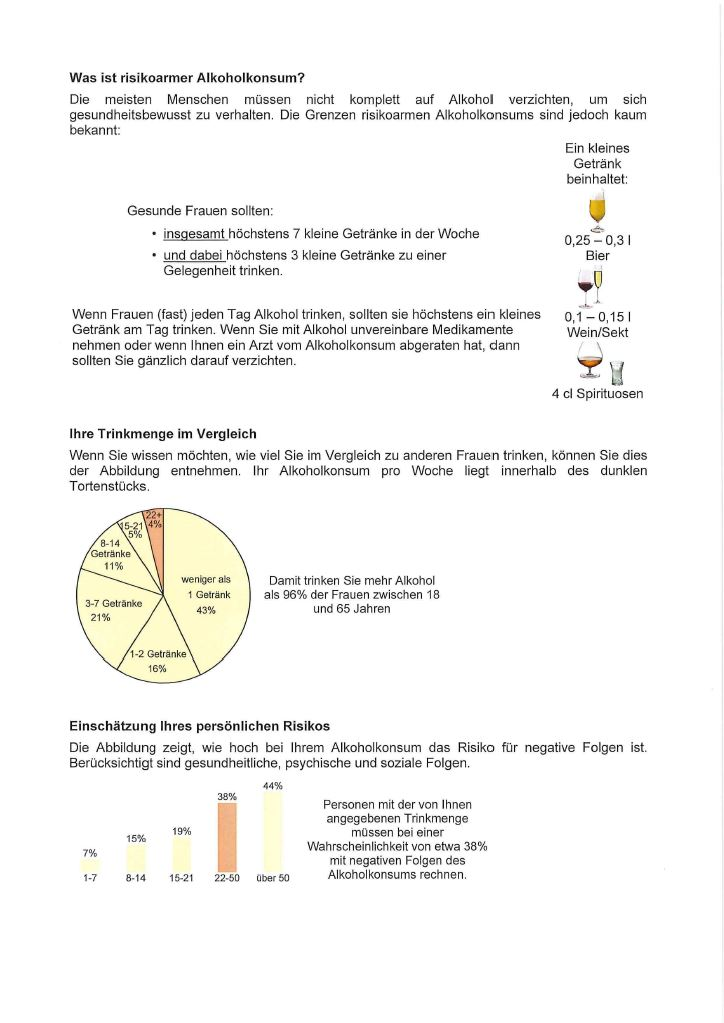 Was ist risikoarmer Alkoholkonsum?
Die meisten Menschen müssen nicht komplett auf Alkohol verzichten, um sich
gesundheitsbewusst zu verhalten. Die Grenzen risikoarmen Alkoholkonsums sind jedoch kaum
bekannt:
Ein kleines
Getränk
beinhaltet:
Gesunde Frauen sollten:
• insgesamt höchstens 7 kleine Getränke in der Woche
• und dabei höchstens 3 kleine Getränke zu einer
Gelegenheit trinken.
0,25 – 0,3 l
Bier
Wenn Frauen (fast) jeden Tag Alkohol trinken, sollten sie höchstens ein kleines
Getränk am Tag trinken. Wenn Sie mit Alkohol unvereinbare Medikamente
nehmen oder wenn Ihnen ein Arzt vom Alkoholkonsum abgeraten hat, dann
sollten Sie gänzlich darauf verzichten.
0,1 – 0,15 l
Wein/Sekt
4 cl Spirituosen
Ihre Trinkmenge im Vergleich
Wenn Sie wissen möchten, wie viel Sie im Vergleich zu anderen Frauen trinken, können Sie dies
der Abbildung entnehmen. Ihr Alkoholkonsum pro Woche liegt innerhalb des dunklen
Tortenstücks.
22+
4%
15-21
5%
8-14
Getränke
11%
3-7 Getränke
21%
1-2 Getränke
16%
weniger als
1 Getränk
43%
Damit trinken Sie mehr Alkohol
als 96% der Frauen zwischen 18
und 65 Jahren
Einschätzung Ihres persönlichen Risikos
Die Abbildung zeigt, wie hoch bei Ihrem Alkoholkonsum das Risiko für negative Folgen ist.
Berücksichtigt sind gesundheitliche, psychische und soziale Folgen.
7%
15%
19%
38%
44%
1-7
8-14
15-21
22-50
über 50
Personen mit der von Ihnen
angegebenen Trinkmenge
müssen bei einer
Wahrscheinlichkeit von etwa 38%
mit negativen Folgen des
Alkoholkonsums rechnen.